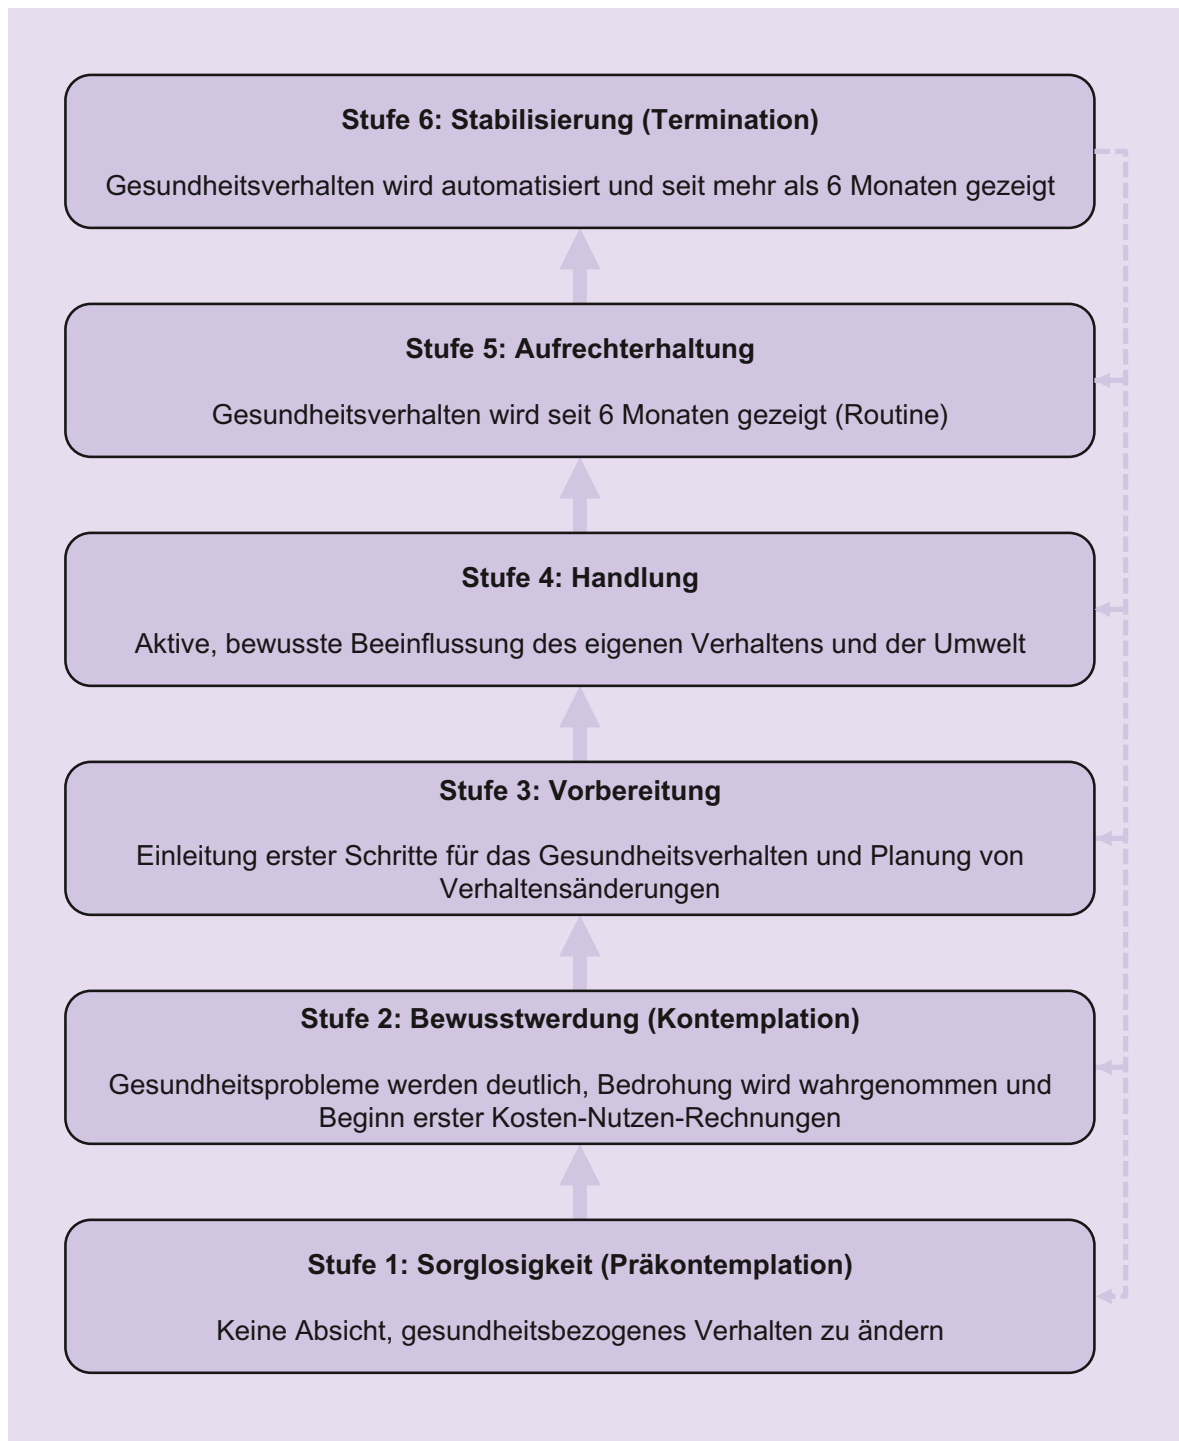 Stufe 6: Stabilisierung (Termination)
Gesundheitsverhalten wird automatisiert und seit mehr als 6 Monaten gezeigt
Stufe 5: Aufrechterhaltung
Gesundheitsverhalten wird seit 6 Monaten gezeigt (Routine)
Stufe 4: Handlung
Aktive, bewusste Beeinflussung des eigenen Verhaltens und der Umwelt
Stufe 3: Vorbereitung
Einleitung erster Schritte für das Gesundheitsverhalten und Planung von
Verhaltensänderungen
Stufe 2: Bewusstwerdung (Kontemplation)
Gesundheitsprobleme werden deutlich, Bedrohung wird wahrgenommen und
Beginn erster Kosten-Nutzen-Rechnungen
Stufe 1: Sorglosigkeit (Präkontemplation)
Keine Absicht, gesundheitsbezogenes Verhalten zu ändern